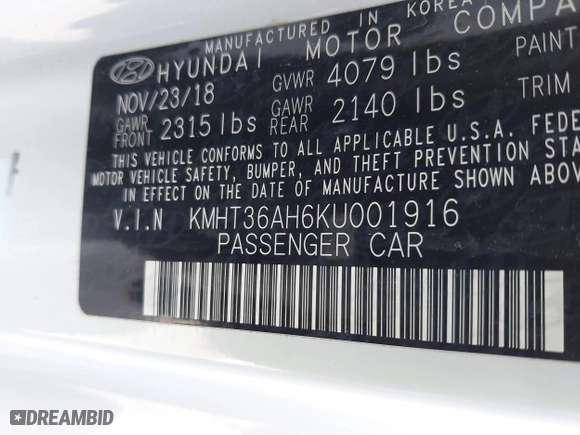 MANUFACTURED IN KOREA
HYUNDAI MOTOR COMPA
NOV/23/18 GVWR 4079 lbs PAINT
GAWR FRONT 2315 lbs GAWR REAR 2140 lbs TRIM
THIS VEHICLE CONFORMS TO ALL APPLICABLE U.S.A. FEDE
MOTOR VEHICLE SAFETY, BUMPER, AND THEFT PREVENTION STA
IN EFFECT ON THE DATE OF MANUFACTURE SHOWN ABOVE
V.I.N KMHT36AH6KU001916
PASSENGER CAR
DREAMBID